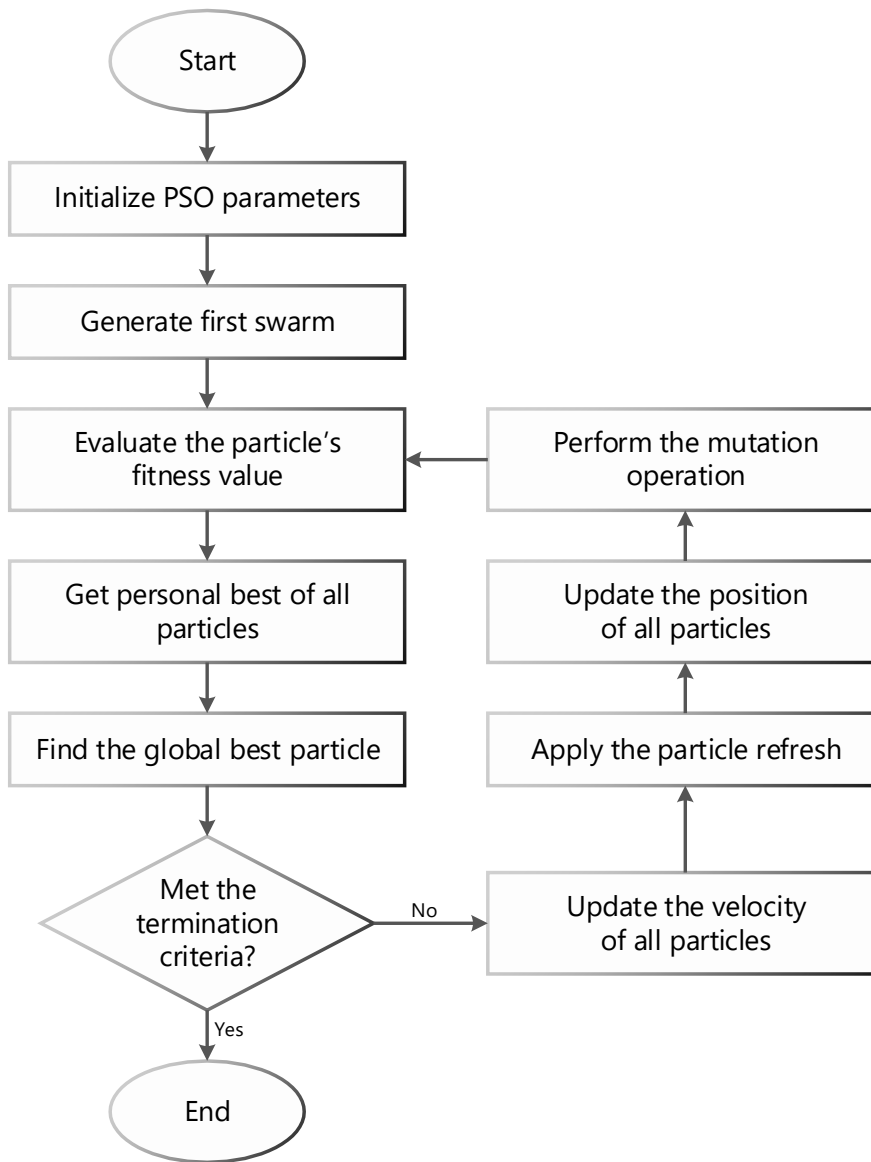 Start
Initialize PSO parameters
Generate first swarm
Evaluate the particle's
fitness value
Get personal best of all
particles
Find the global best particle
Met the
termination
criteria?
Yes
End
No
Update the velocity
of all particles
Apply the particle refresh
Update the position
of all particles
Perform the mutation
operation